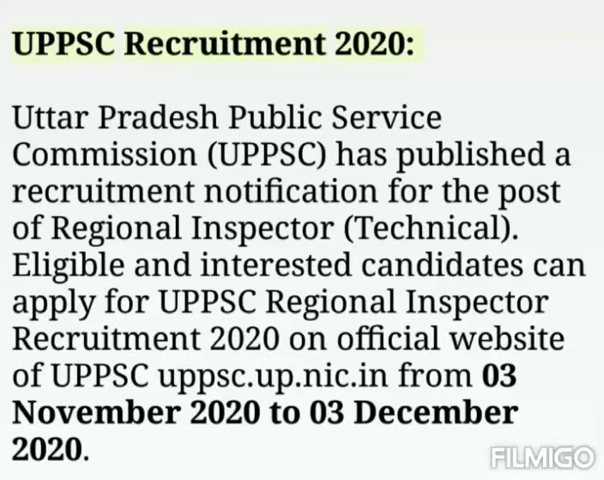 UPPSC Recruitment 2020:
Uttar Pradesh Public Service
Commission (UPPSC) has published a
recruitment notification for the post
of Regional Inspector (Technical).
Eligible and interested candidates can
apply for UPPSC Regional Inspector
Recruitment 2020 on official website
of UPPSC uppsc.up.nic.in from 03
November 2020 to 03 December
2020.
FILMIGO